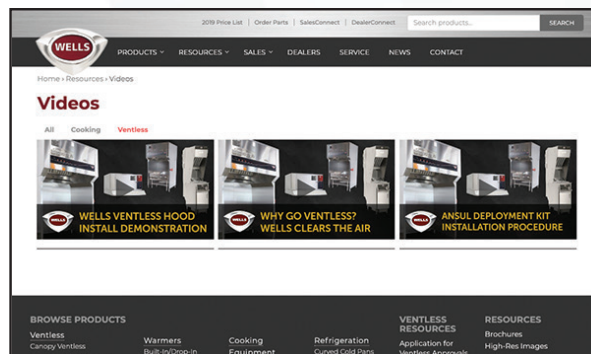 2019 Price List | Order Parts | SalesConnect | DealerConnect
Search products...
SEARCH
WELLS
PRODUCTS RESOURCES SALES DEALERS SERVICE NEWS CONTACT
Home › Resources › Videos
Videos
All Cooking Ventless
WELLS
WELLS VENTLESS HOOD
INSTALL DEMONSTRATION
WELLS
WHY GO VENTLESS?
WELLS CLEARS THE AIR
WELLS
ANSUL DEPLOYMENT KIT
INSTALLATION PROCEDURE
BROWSE PRODUCTS
Ventless
Canopy Ventless
Warmers
Built-In/Drop-In
Cooking
Equipment
Refrigeration
Curved Cold Pans
VENTLESS
RESOURCES
Application for
Ventless Approvals
RESOURCES
Brochures
High-Res Images